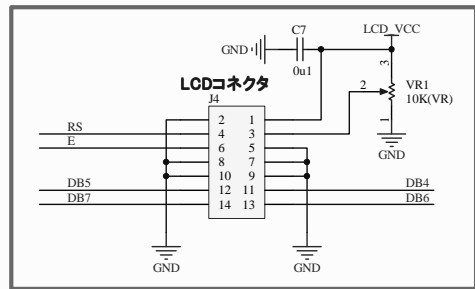 C7
LCD_VCC
GND
0u1
3
VR1
2
10K(VR)
1
GND
LCDコネクタ
J4
2 1
RS 4 3
E 6 5
8 7
10 9
DB5 12 11 DB4
DB7 14 13 DB6
GND GND